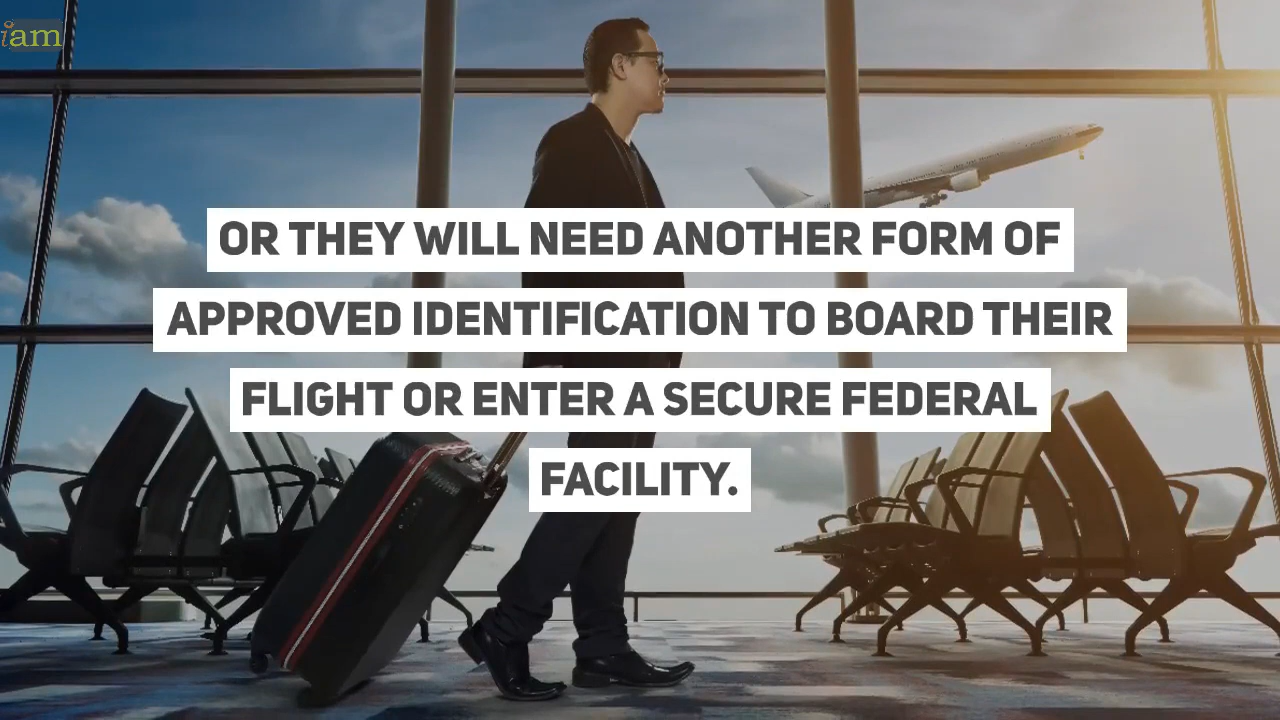 iam
OR THEY WILL NEED ANOTHER FORM OF
APPROVED IDENTIFICATION TO BOARD THEIR
FLIGHT OR ENTER A SECURE FEDERAL
FACILITY.